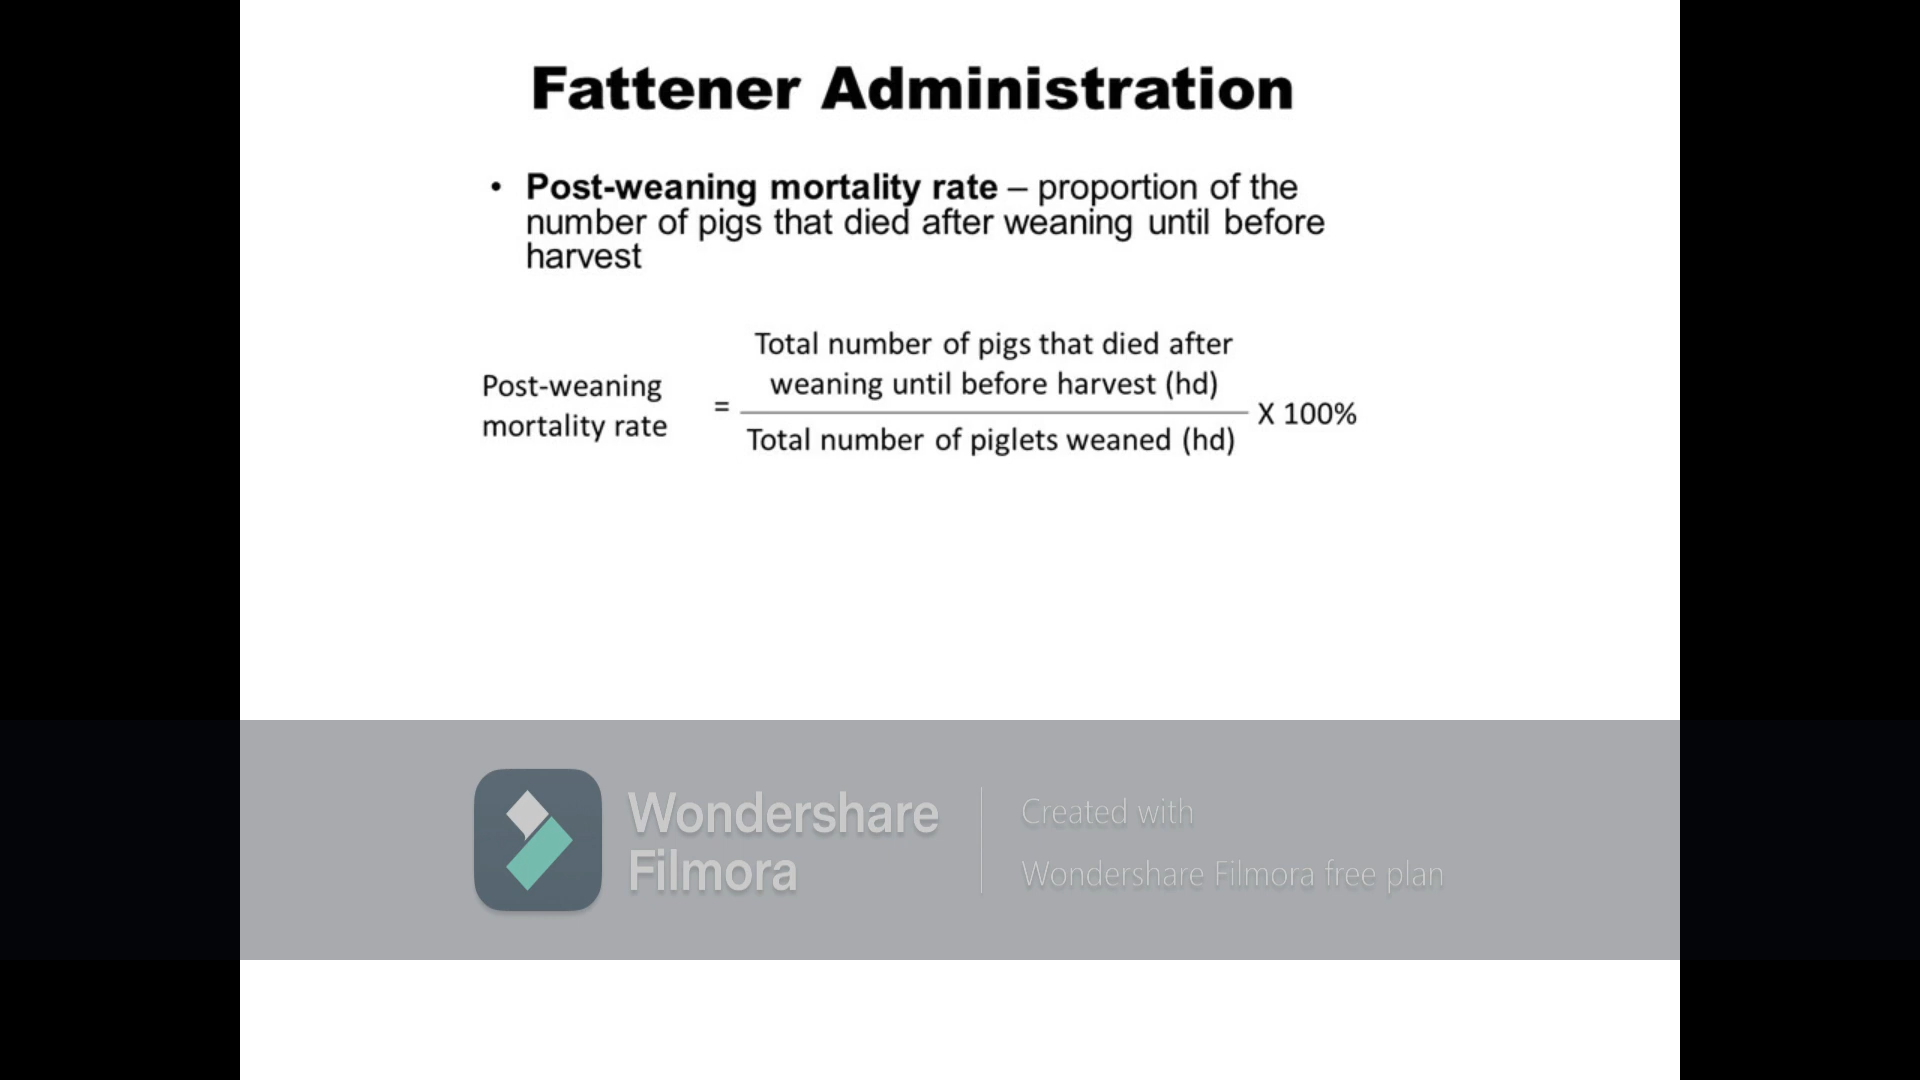 Fattener Administration
• Post-weaning mortality rate – proportion of the
number of pigs that died after weaning until before
harvest
Total number of pigs that died after
weaning until before harvest (hd)
Post-weaning
mortality rate
=
X 100%
Total number of piglets weaned (hd)
Wondershare
Filmora
Created with
Wondershare Filmora free plan